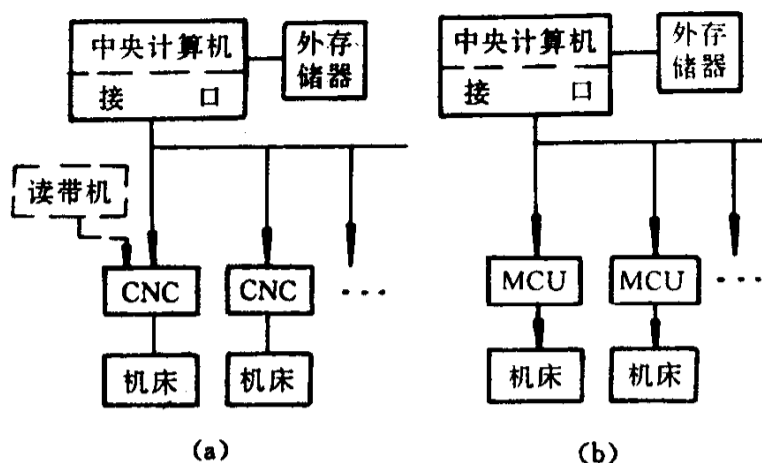 中央计算机
接 口
外存
储器
读带机
CNC
CNC
···
机床
机床
(a)
中央计算机
接 口
外存
储器
MCU
MCU
···
机床
机床
(b)